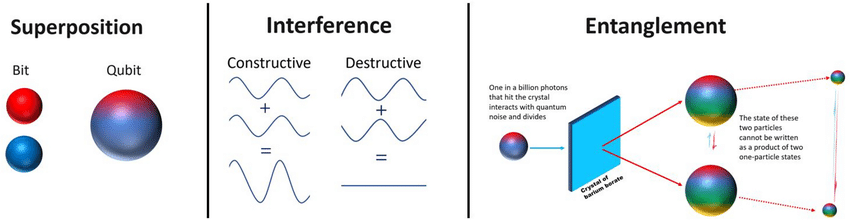 Superposition
Bit
Qubit
Interference
Constructive
Destructive
+
+
=
=
Entanglement
One in a billion photons
that hit the crystal
interacts with quantum
noise and divides
Crystal of
barium borate
The state of these
two particles
cannot be written
as a product of two
one-particle states